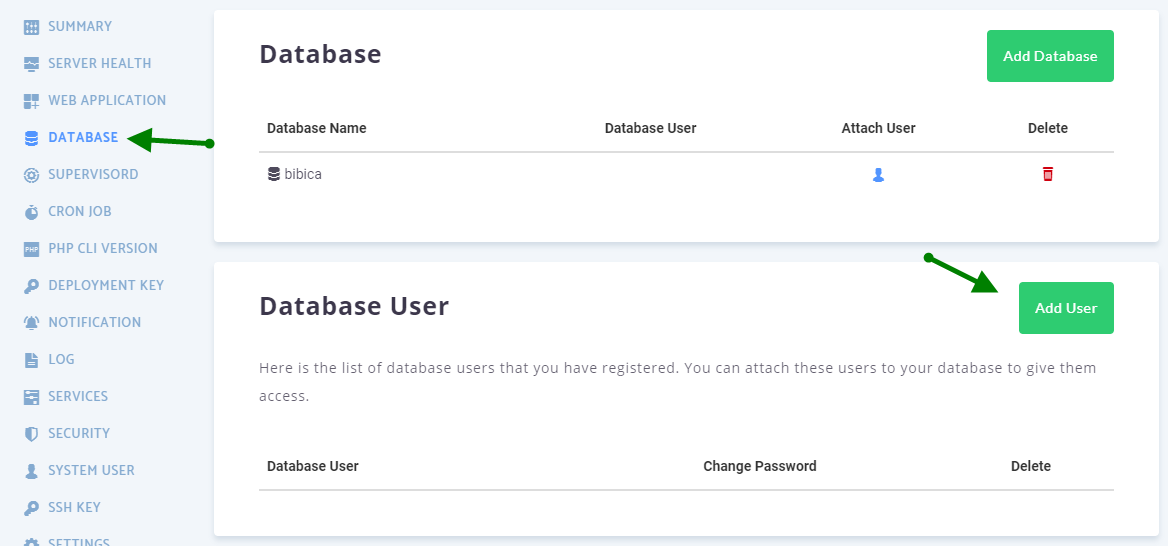 SUMMARY
SERVER HEALTH
WEB APPLICATION
DATABASE
SUPERVISORD
CRON JOB
PHP
PHP CLI VERSION
DEPLOYMENT KEY
NOTIFICATION
LOG
SERVICES
SECURITY
SYSTEM USER
SSH KEY
SETTINGS
Database
Add Database
Database Name Database User Attach User Delete
bibica
Database User
Add User
Here is the list of database users that you have registered. You can attach these users to your database to give them
access.
Database User Change Password Delete